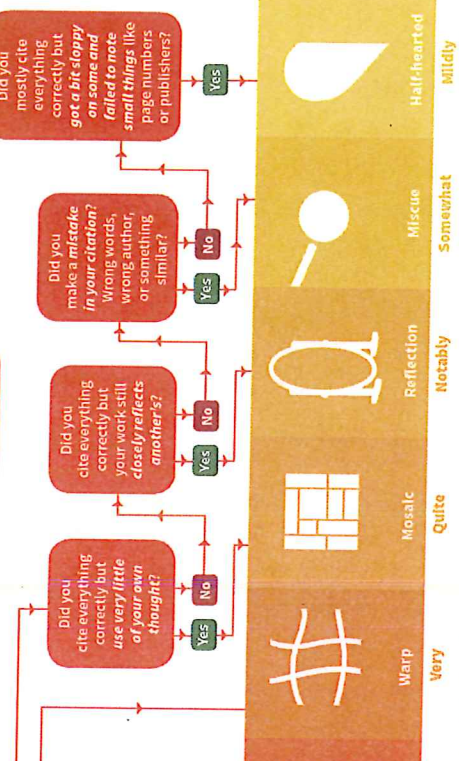 Did you
cite everything
correctly but
use very little
of your own
thought?
Yes
No
Did you
cite everything
correctly but
your work still
closely reflects
another's?
Yes
No
Did you
make a mistake
in your citation?
Wrong words,
wrong author,
or something
similar?
Yes
No
Did you
mostly cite
everything
correctly but
got a bit sloppy
on some and
failed to note
small things like
page numbers
or publishers?
Yes
Warp
Very
Mosaic
Quite
Reflection
Notably
Miscue
Somewhat
Half-hearted
Mildly